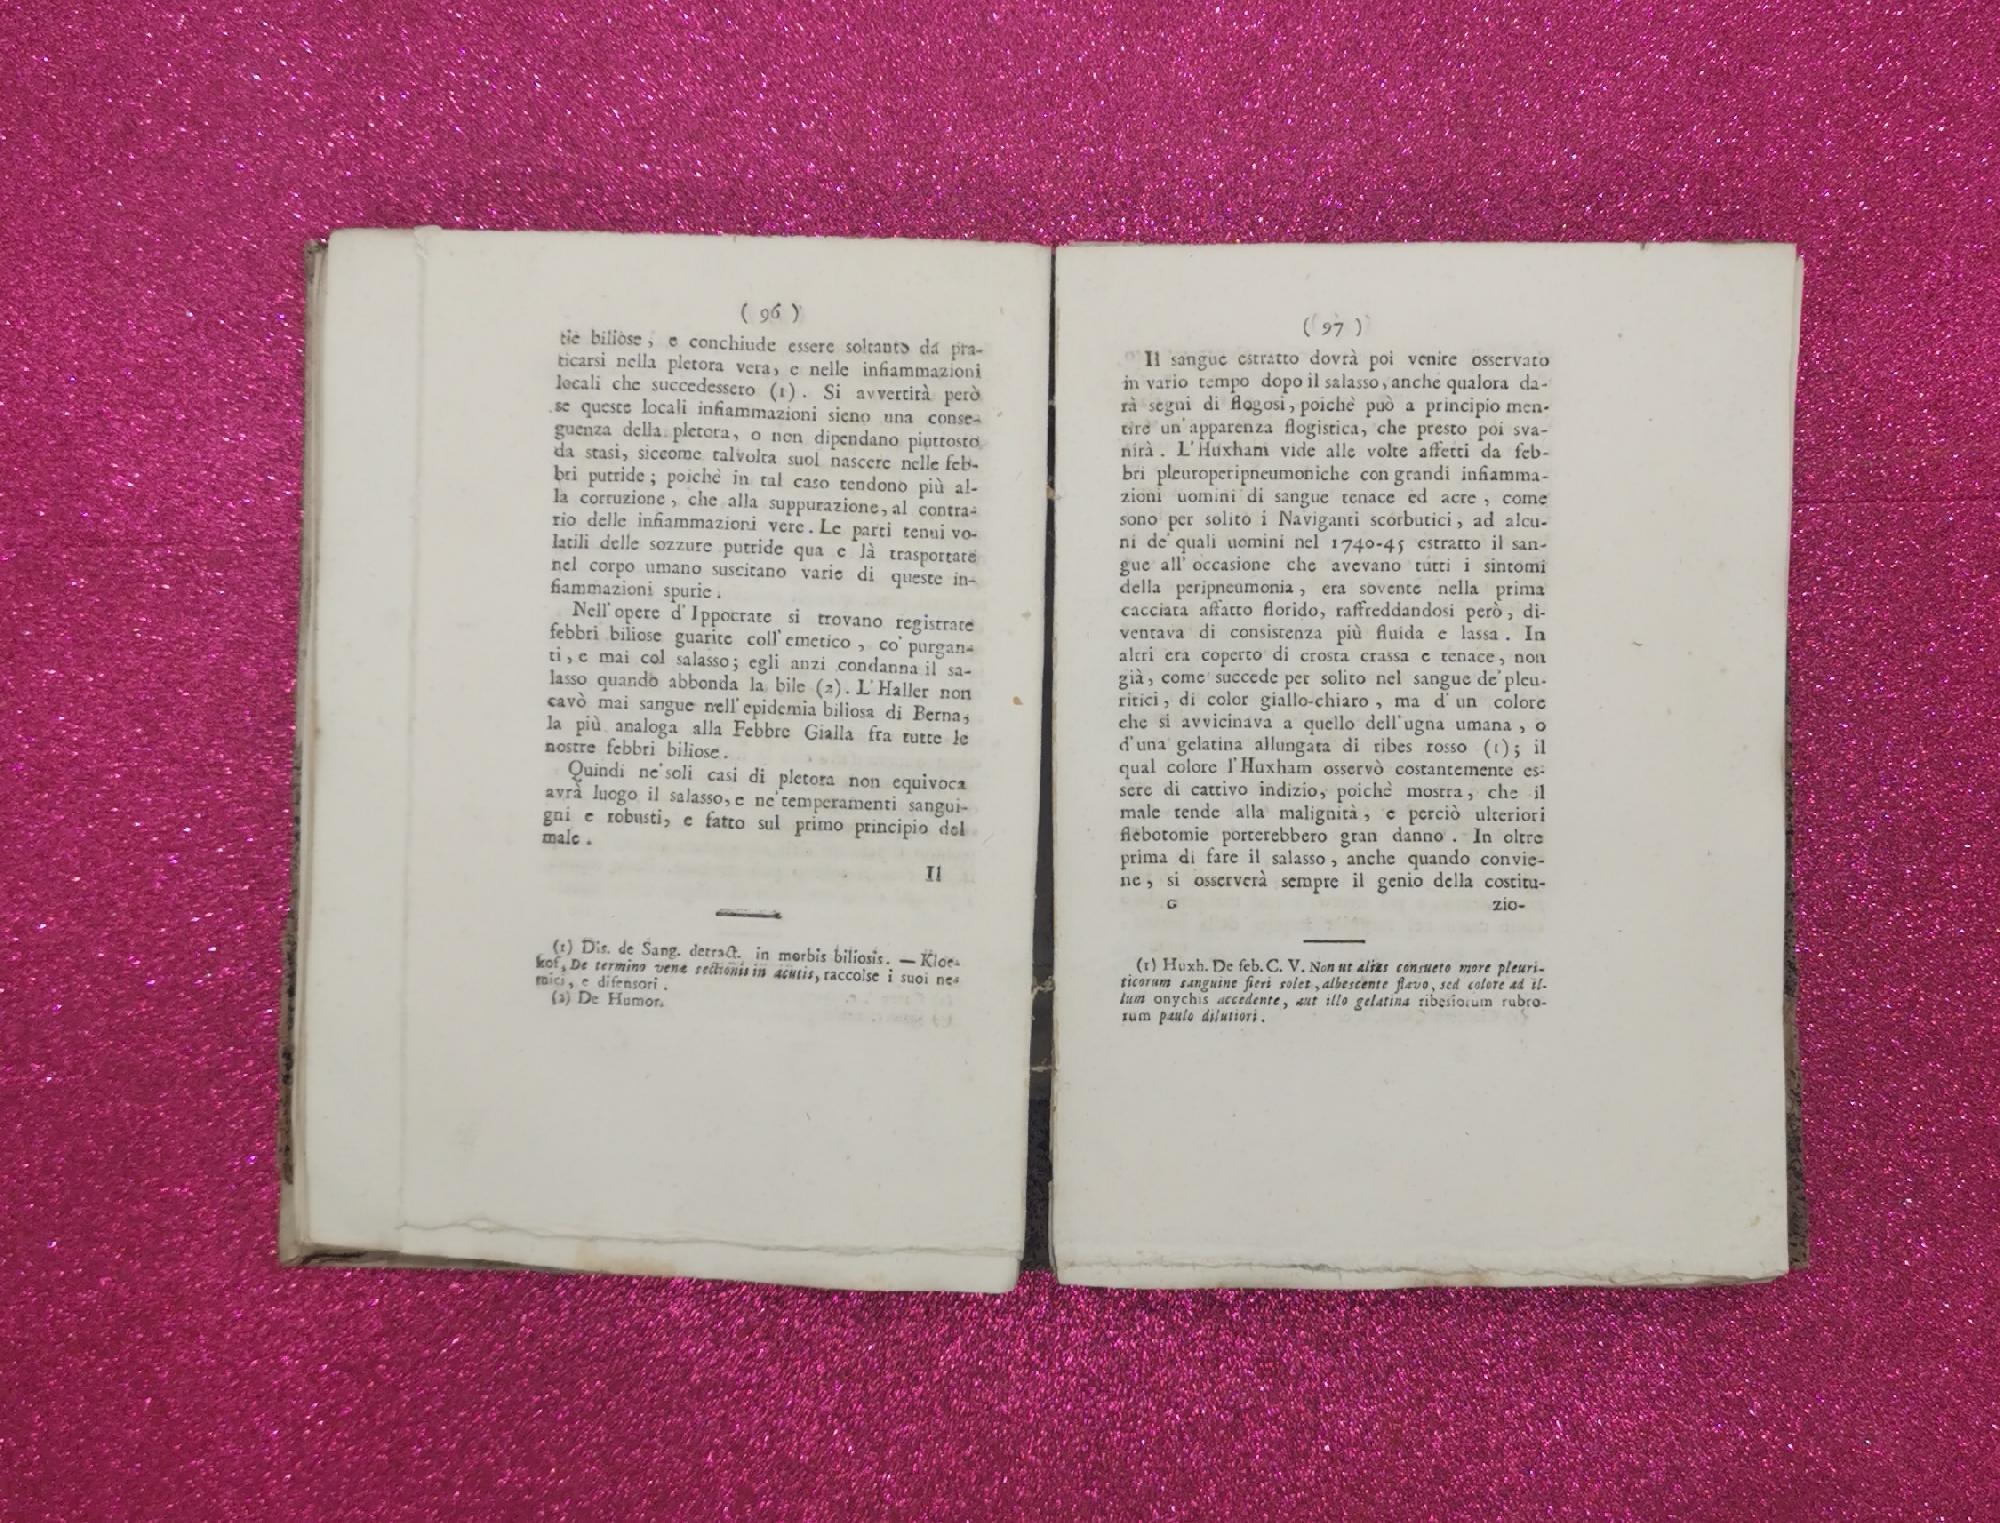 ( 96 )
tie biliose, e conchiude essere soltanto da pra-
ticarsi nella pletora vera, e nelle infiammazioni
locali che succedessero (1). Si avvertirà però
se queste locali infiammazioni sieno una conse-
guenza della pletora, o non dipendano piuttosto
da stasi, siccome talvolta suol nascere nelle feb-
bri putride; poichè in tal caso tendono più al-
la corruzione, che alla suppurazione, al contra-
rio delle infiammazioni vere. Le parti tenui vo-
latili delle sozzure putride qua e là trasportate
nel corpo umano suscitano varie di queste in-
fiammazioni spurie.
Nell'opere d'Ippocrate si trovano registrate
febbri biliose guarite coll'emetico, co' purgan-
ti, e mai col salasso; egli anzi condanna il sa-
lasso quando abbonda la bile (2). L'Haller non
cavò mai sangue nell'epidemia biliosa di Berna,
la più analoga alla Febbre Gialla fra tutte le
nostre febbri biliose.
Quindi ne' soli casi di pletora non equivoca
avrà luogo il salasso, e ne' temperamenti sangui-
gni e robusti, e fatto sul primo principio del
male.
Il
(1) Dis. de Sang. detract. in morbis biliosis. — Kloe-
kof, De termino venæ sectionis in acutis, raccolse i suoi ne-
mici, e difensori.
(2) De Humor.
( 97 )
Il sangue estratto dovrà poi venire osservato
in vario tempo dopo il salasso, anche qualora da-
rà segni di flogosi, poichè può a principio men-
tire un'apparenza flogistica, che presto poi sva-
nirà. L'Huxham vide alle volte affetti da feb-
bri pleuroperipneumoniche con grandi infiamma-
zioni uomini di sangue tenace ed acre, come
sono per solito i Naviganti scorbutici, ad alcu-
ni de' quali uomini nel 1740-45 estratto il san-
gue all'occasione che avevano tutti i sintomi
della peripneumonia, era sovente nella prima
cacciata affatto florido, raffreddandosi però, di-
ventava di consistenza più fluida e lassa. In
altri era coperto di crosta crassa e tenace, non
già, come succede per solito nel sangue de' pleu-
ritici, di color giallo-chiaro, ma d'un colore
che si avvicinava a quello dell'ugna umana, o
d'una gelatina allungata di ribes rosso (1); il
qual colore l'Huxham osservò costantemente es-
sere di cattivo indizio, poichè mostra, che il
male tende alla malignità, e perciò ulteriori
flebotomie porterebbero gran danno. In oltre
prima di fare il salasso, anche quando convie-
ne, si osserverà sempre il genio della costitu-
G zio-
(1) Huxh. De feb. C. V. Non ut alias consueto more pleuri-
ticorum sanguine fieri solet, albescente flavo, sed colore ad il-
lum onychis accedente, aut illo gelatina ribesiorum rubro-
rum paulo dilutiori.